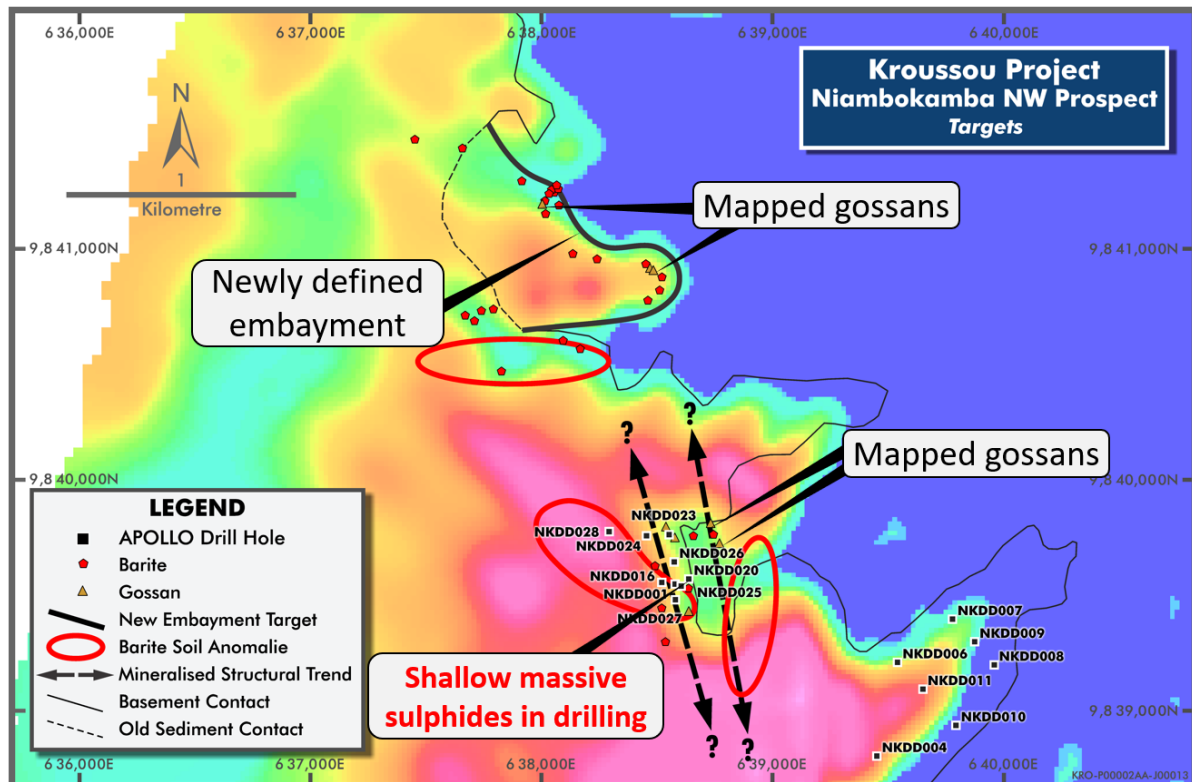 6 36,000E
6 37,000E
6 38,000E
6 39,000E
6 40,000E
Kroussou Project
Niambokamba NW Prospect
Targets
N
1
Kilometre
Mapped gossans
9,8 41,000N
9,8 41,000N
Newly defined
embayment
?
?
Mapped gossans
9,8 40,000N
9,8 40,000N
LEGEND
APOLLO Drill Hole
Barite
Gossan
New Embayment Target
Barite Soil Anomalie
Mineralised Structural Trend
Basement Contact
Old Sediment Contact
NKDD023
NKDD028
NKDD024
NKDD026
NKDD020
NKDD016
NKDD025
NKDD001
NKDD027
NKDD007
NKDD009
NKDD006
NKDD008
NKDD011
NKDD010
NKDD004
Shallow massive
sulphides in drilling
9,8 39,000N
9,8 39,000N
?
?
6 36,000E
6 37,000E
6 38,000E
6 39,000E
6 40,000E
KRO-P00002AA-J00013